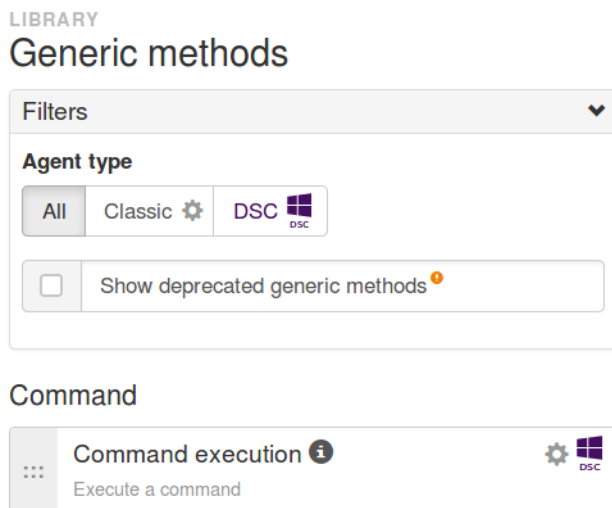 LIBRARY
Generic methods
Filters
Agent type
All Classic DSC DSC
Show deprecated generic methods
Command
Command execution
DSC
Execute a command